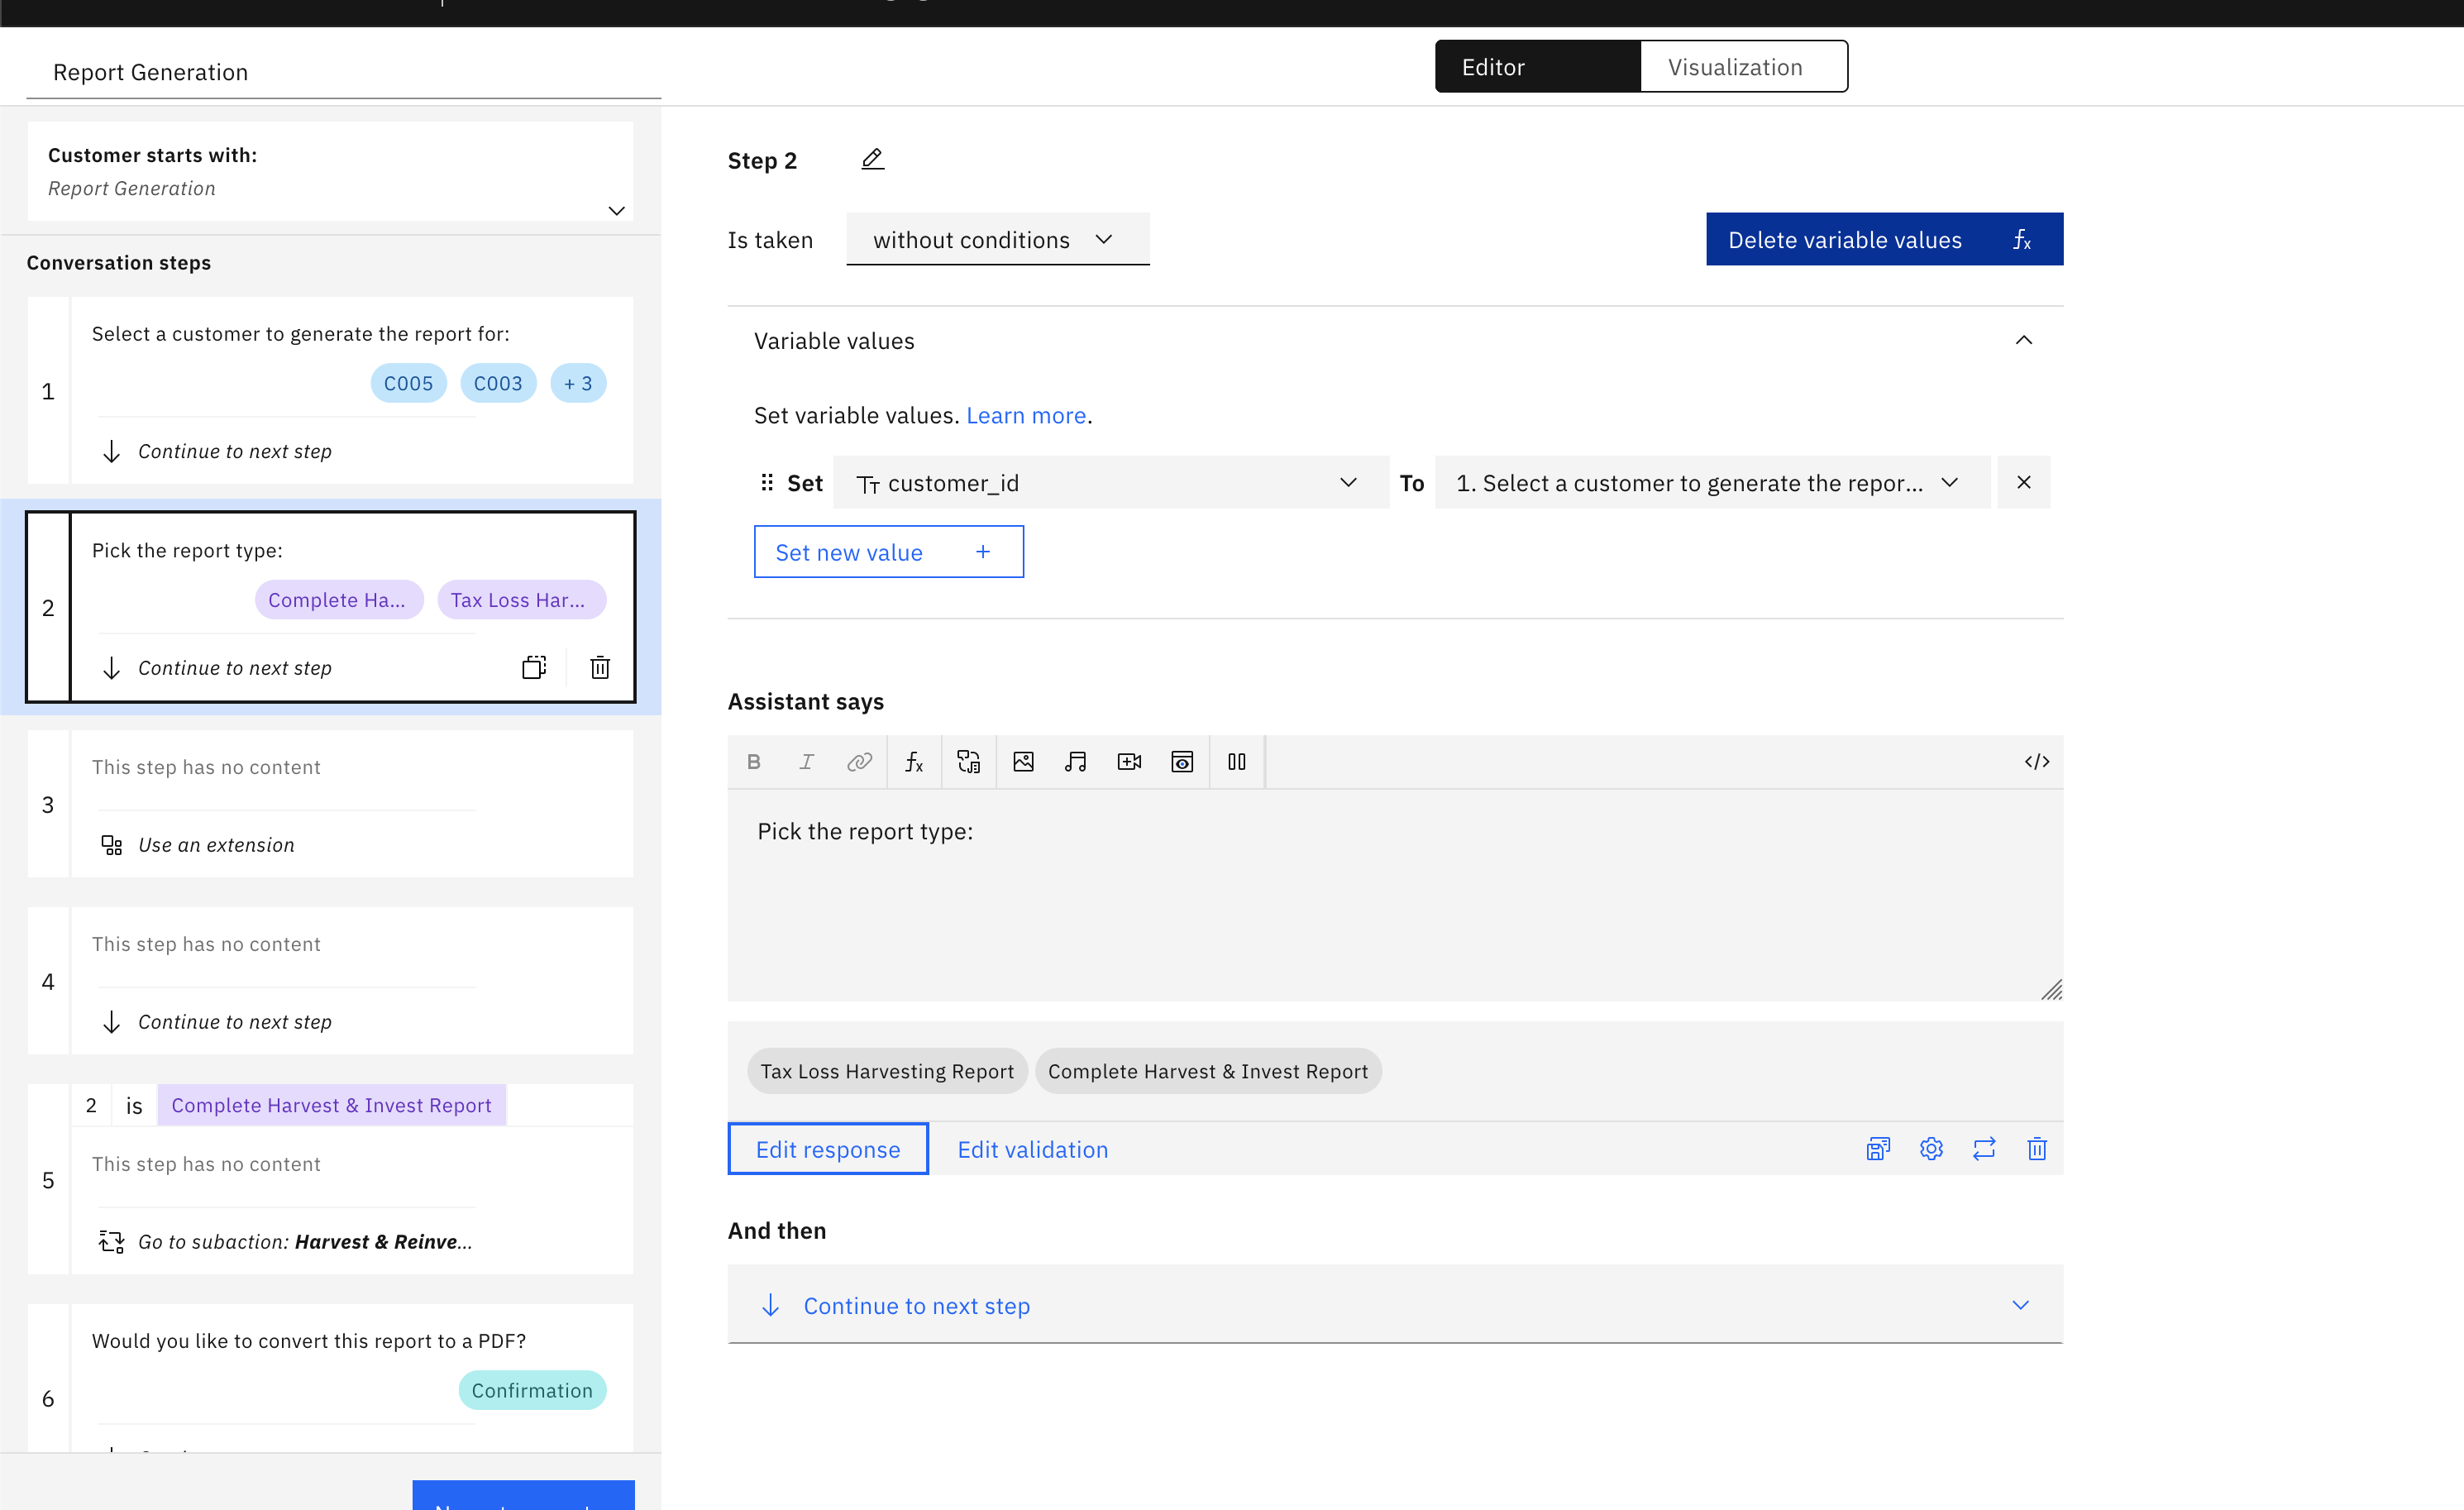 Report Generation
Editor
Visualization
Customer starts with:
Report Generation
Conversation steps
1
Select a customer to generate the report for:
C005
C003
+ 3
Continue to next step
2
Pick the report type:
Complete Ha...
Tax Loss Har...
Continue to next step
3
This step has no content
Use an extension
4
This step has no content
Continue to next step
5
2 is Complete Harvest & Invest Report
This step has no content
Go to subaction: Harvest & Reinve...
6
Would you like to convert this report to a PDF?
Confirmation
Step 2
Is taken
without conditions
Delete variable values fx
Variable values
Set variable values. Learn more.
Set
Tт customer_id
To
1. Select a customer to generate the repor...
Set new value +
Assistant says
B I fx </>
Pick the report type:
Tax Loss Harvesting Report
Complete Harvest & Invest Report
Edit response
Edit validation
And then
Continue to next step